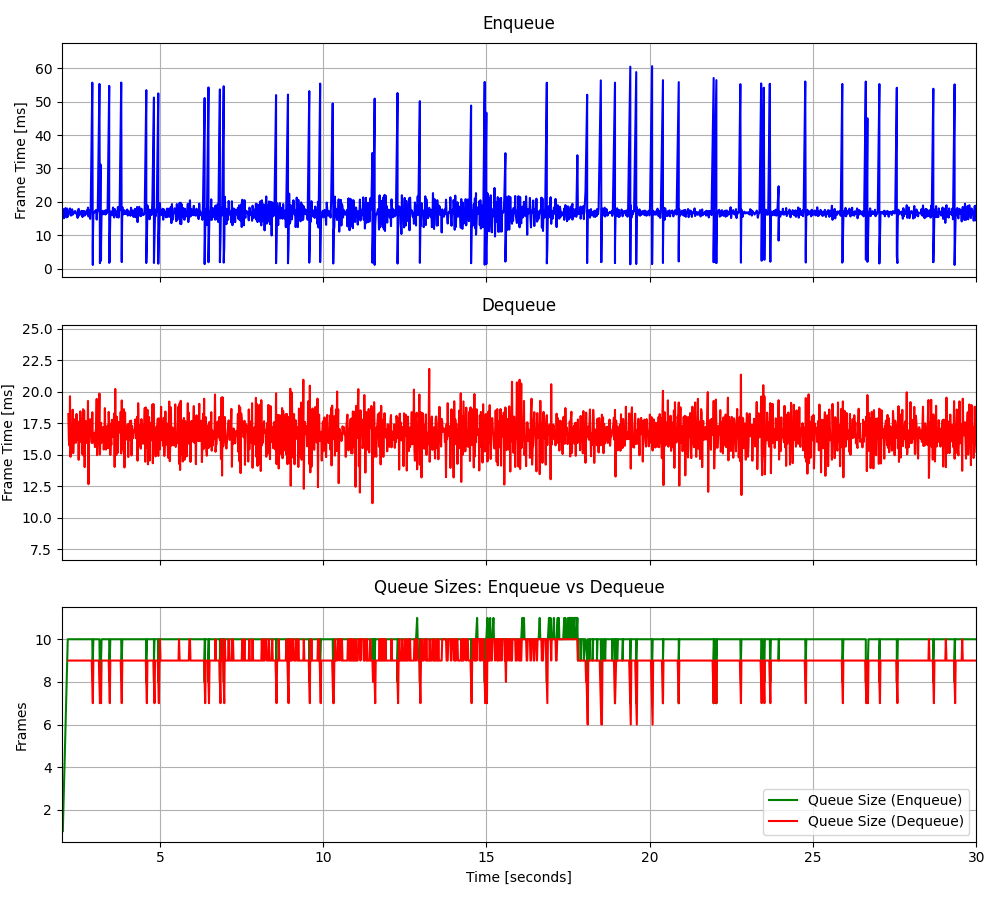 Enqueue
Frame Time [ms]
60
50
40
30
20
10
0
Dequeue
Frame Time [ms]
25.0
22.5
20.0
17.5
15.0
12.5
10.0
7.5
Queue Sizes: Enqueue vs Dequeue
Frames
10
8
6
4
2
Queue Size (Enqueue)
Queue Size (Dequeue)
5 10 15 20 25 30
Time [seconds]